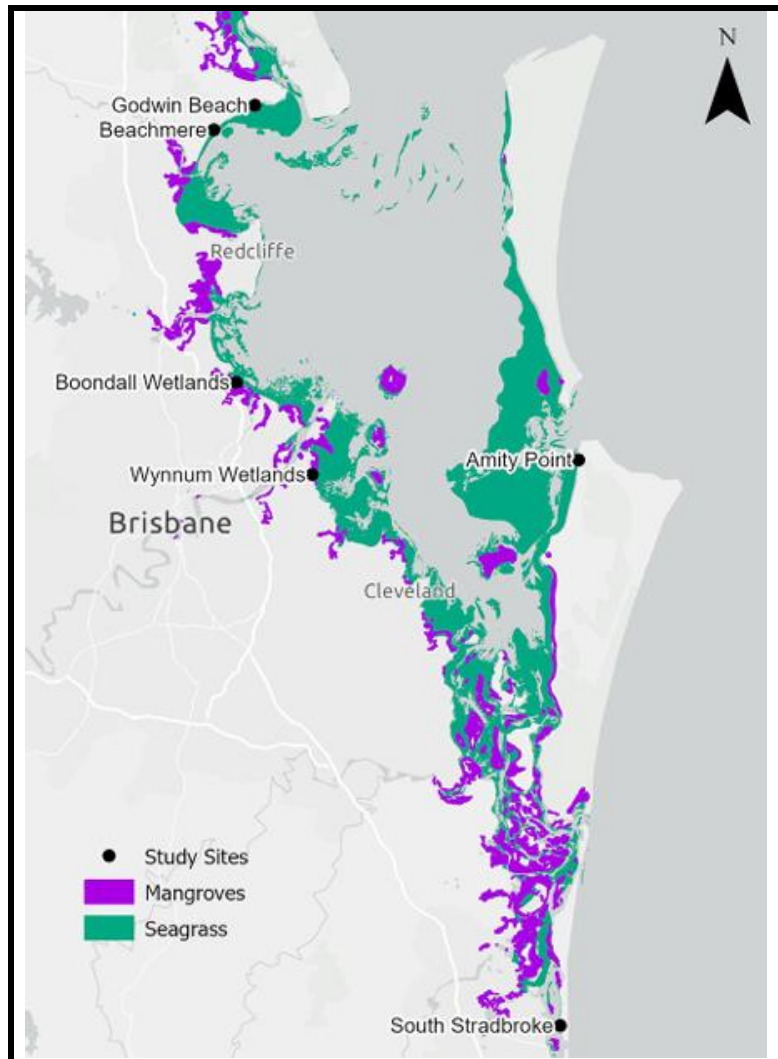 N
Godwin Beach
Beachmere
Redcliffe
Boondall Wetlands
Amity Point
Wynnum Wetlands
Brisbane
Cleveland
Study Sites
Mangroves
Seagrass
South Stradbroke